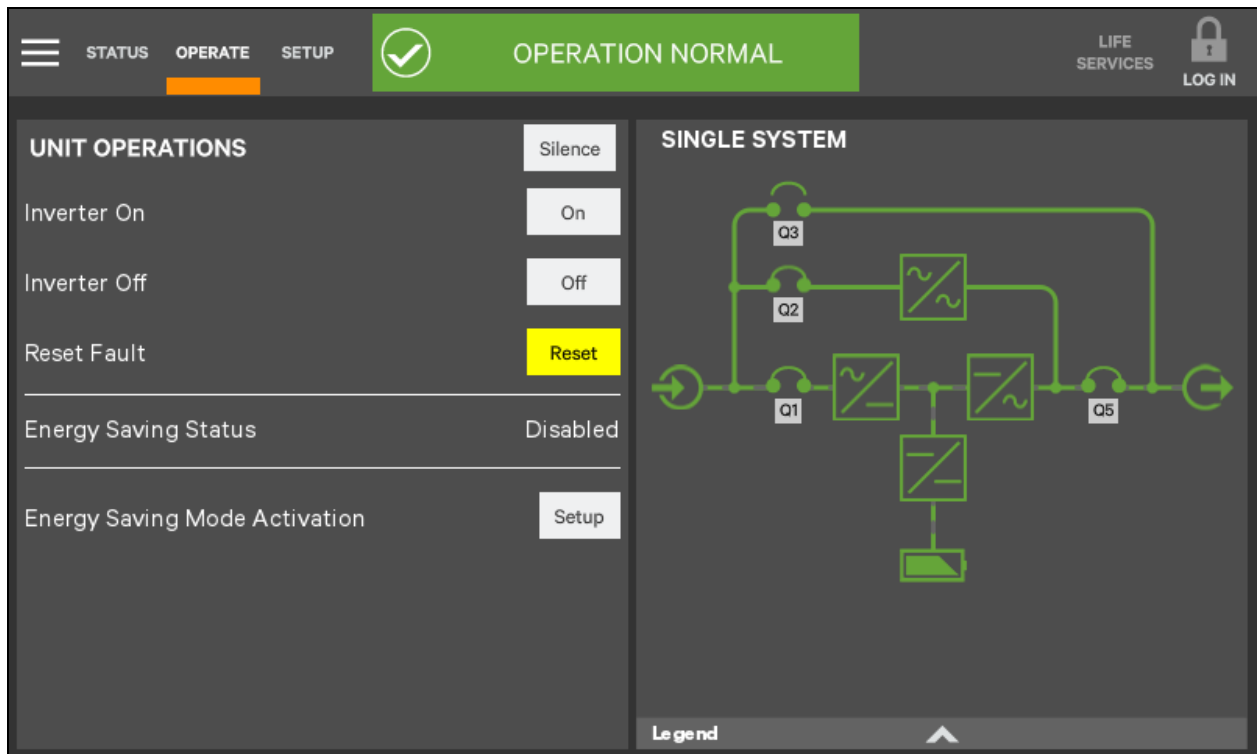 STATUS OPERATE SETUP OPERATION NORMAL LIFE SERVICES LOG IN
UNIT OPERATIONS Silence
Inverter On On
Inverter Off Off
Reset Fault Reset
Energy Saving Status Disabled
Energy Saving Mode Activation Setup
SINGLE SYSTEM
Q3
Q2
Q1 Q5
Legend